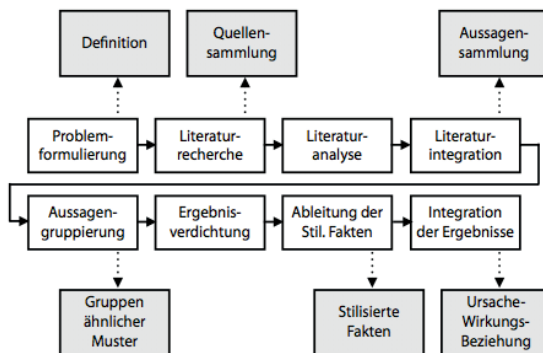 Definition
Quellen-
sammlung
Aussagen-
sammlung
Problem-
formulierung
Literatur-
recherche
Literatur-
analyse
Literatur-
integration
Aussagen-
gruppierung
Ergebnis-
verdichtung
Ableitung der
Stil. Fakten
Integration
der Ergebnisse
Gruppen
ähnlicher
Muster
Stilisierte
Fakten
Ursache-
Wirkungs-
Beziehung